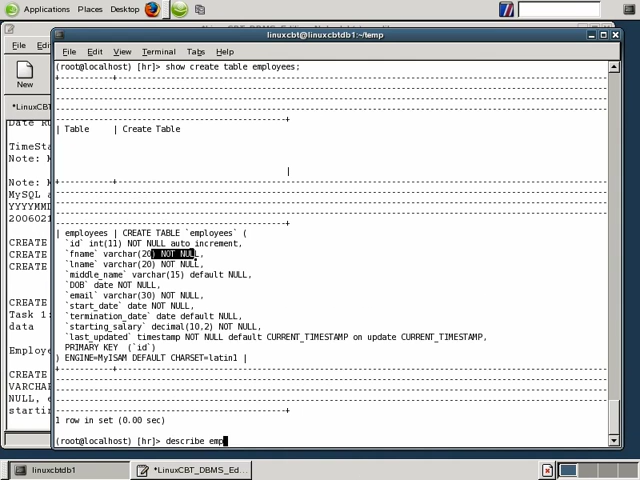 Applications Places Desktop
linuxcbt@linuxcbtdb1:~/temp
File Edit View Terminal Tabs Help
(root@localhost) [hr]> show create table employees;
| Table | Create Table
|
| employees | CREATE TABLE `employees` (
`id` int(11) NOT NULL auto_increment,
`fname` varchar(20) NOT NULL,
`lname` varchar(20) NOT NULL,
`middle_name` varchar(15) default NULL,
`DOB` date NOT NULL,
`email` varchar(30) NOT NULL,
`start_date` date NOT NULL,
`termination_date` date default NULL,
`starting_salary` decimal(10,2) NOT NULL,
`last_updated` timestamp NOT NULL default CURRENT_TIMESTAMP on update CURRENT_TIMESTAMP,
PRIMARY KEY (`id`)
) ENGINE=MyISAM DEFAULT CHARSET=latin1 |
1 row in set (0.00 sec)
(root@localhost) [hr]> describe emp
File Ed
New
*LinuxCBT
Date
TimeSta
Note: M
Note: M
MySQL a
YYYYMMD
2006021
CREATE
CREATE
CREATE
CREATE
Task 1:
data
Employe
CREATE
VARCHAR
NULL, e
startin
linuxcbtdb1
*LinuxCBT_DBMS_Ed...